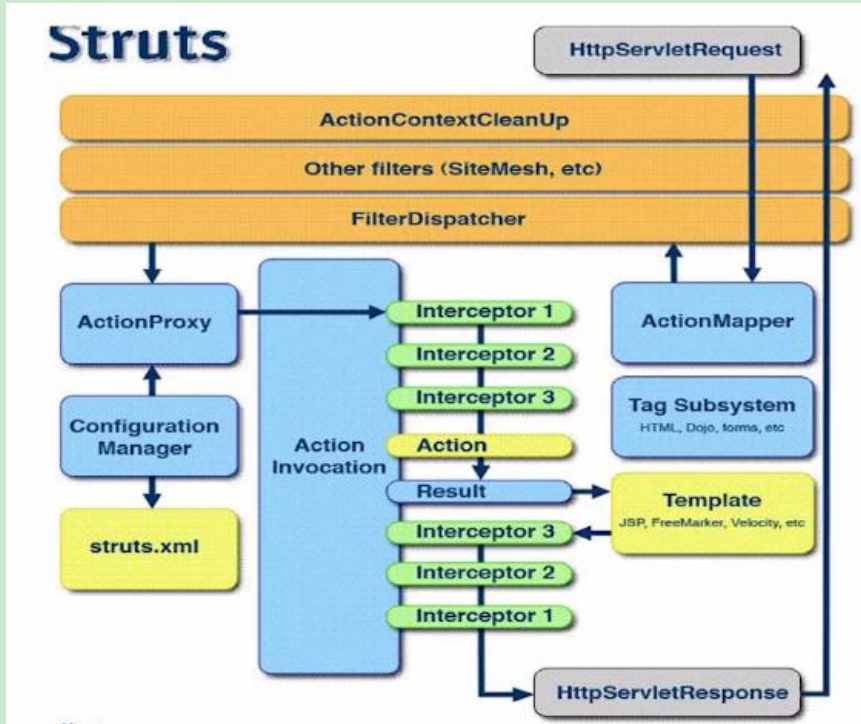 Struts
HttpServletRequest
ActionContextCleanUp
Other filters (SiteMesh, etc)
FilterDispatcher
ActionProxy
Interceptor 1
ActionMapper
Interceptor 2
Interceptor 3
Tag Subsystem
HTML, Dojo, forms, etc
Configuration
Manager
Action
Invocation
Action
Result
Template
JSP, FreeMarker, Velocity, etc
struts.xml
Interceptor 3
Interceptor 2
Interceptor 1
HttpServletResponse